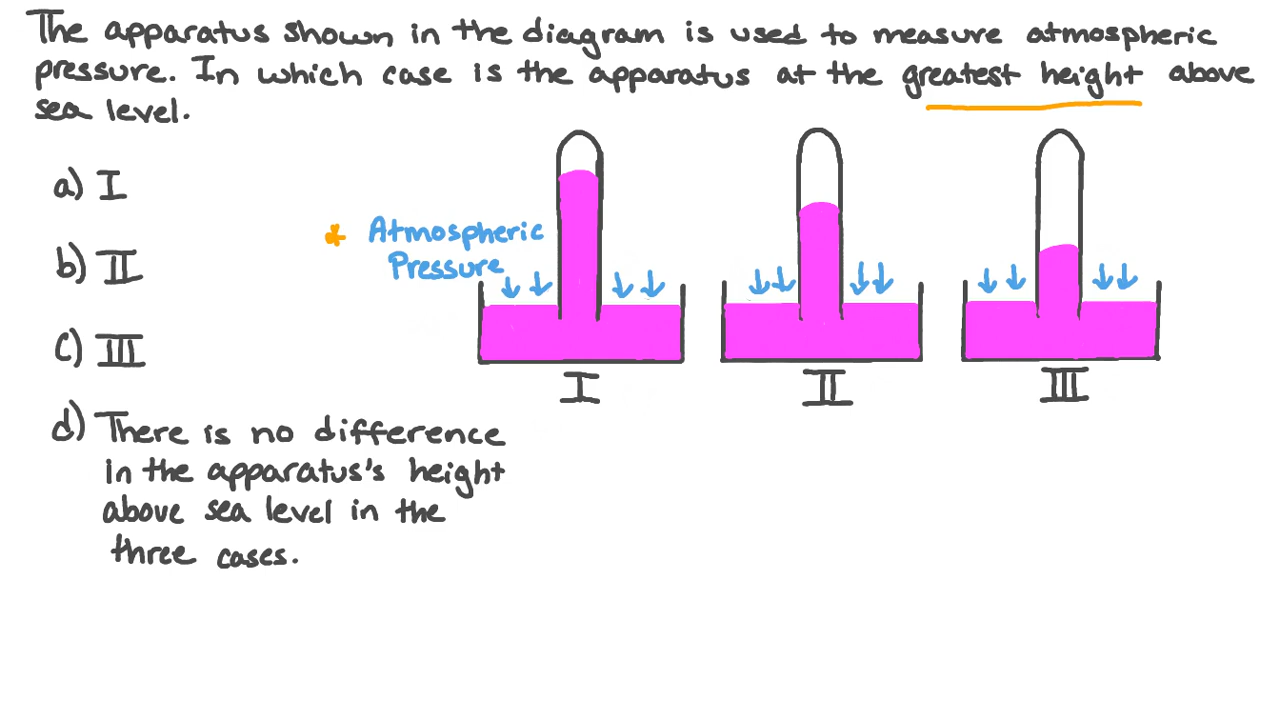 The apparatus shown in the diagram is used to measure atmospheric
pressure. In which case is the apparatus at the greatest height above
sea level.
a) I
b) II
c) III
d) There is no difference
in the apparatus's height
above sea level in the
three cases.
* Atmospheric
Pressure
I
II
III